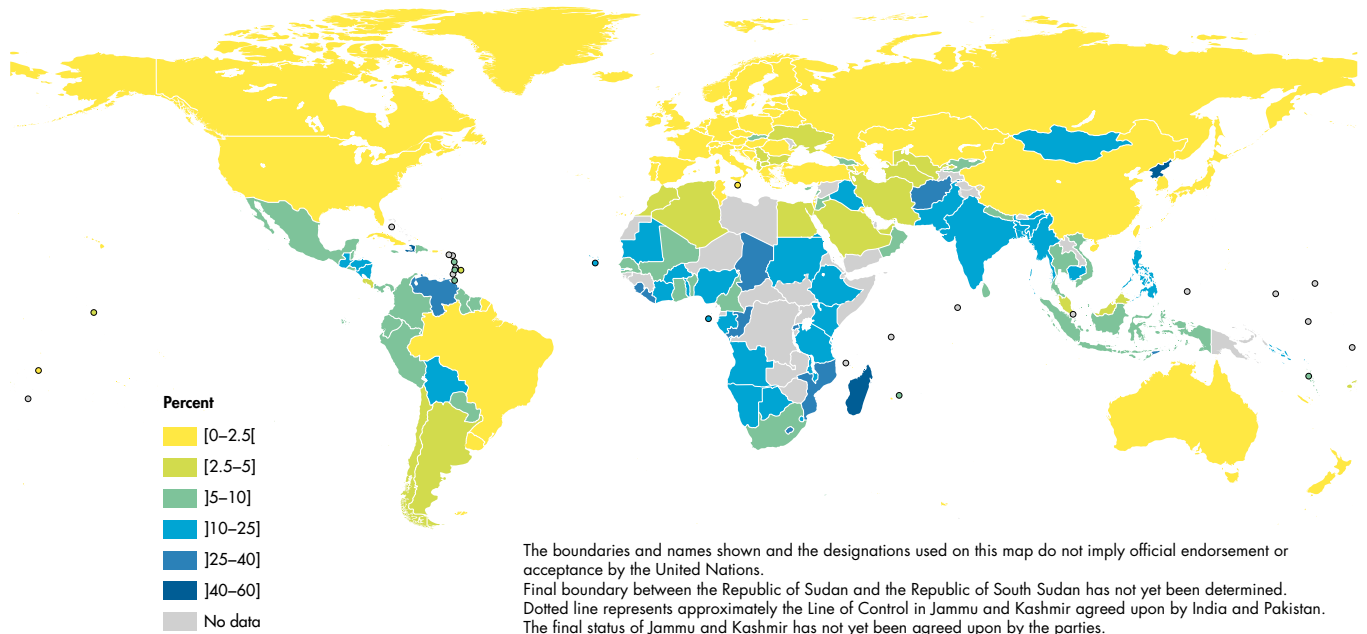 Percent
[0–2.5[
[2.5–5]
]5–10]
]10–25]
]25–40]
]40–60]
No data
The boundaries and names shown and the designations used on this map do not imply official endorsement or
acceptance by the United Nations.
Final boundary between the Republic of Sudan and the Republic of South Sudan has not yet been determined.
Dotted line represents approximately the Line of Control in Jammu and Kashmir agreed upon by India and Pakistan.
The final status of Jammu and Kashmir has not yet been agreed upon by the parties.